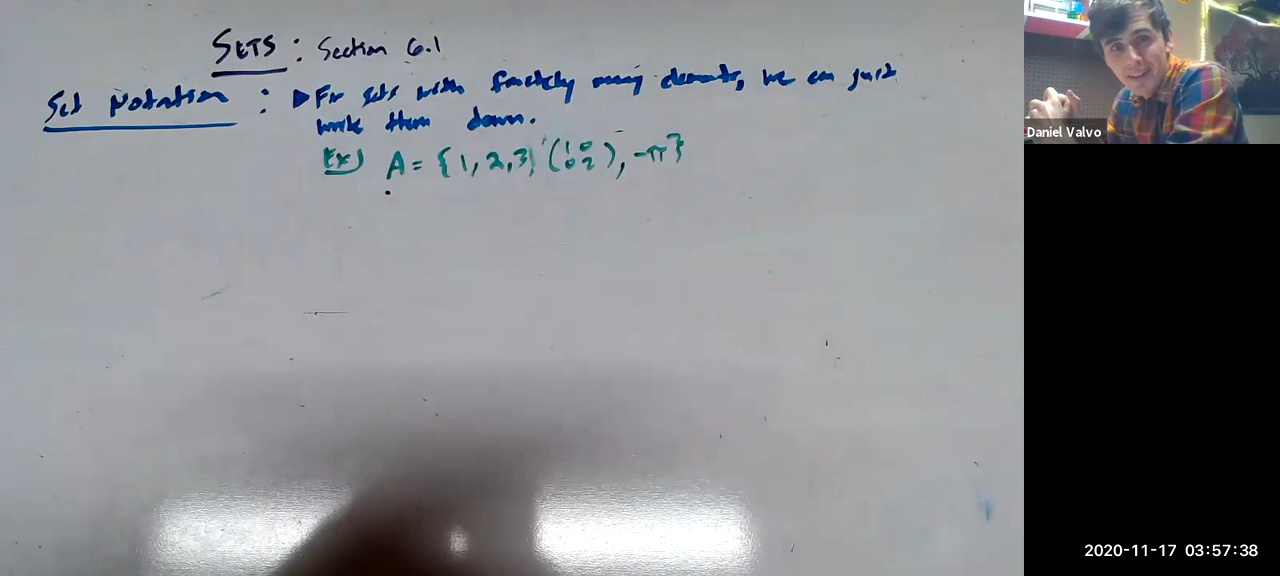 SETS: Section 6.1
Set Notation: ▶ For sets with finitely many elements, we can just
write them down.
Ex) A = {1, 2, 3, (1 0
0 2), -π}
Daniel Valvo
2020-11-17 03:57:38